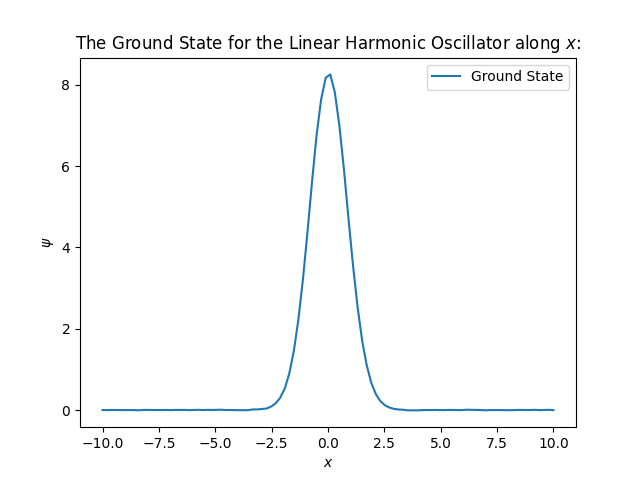 The Ground State for the Linear Harmonic Oscillator along x:
Ground State
8
6
4
2
0
ψ
−10.0 −7.5 −5.0 −2.5 0.0 2.5 5.0 7.5 10.0
x